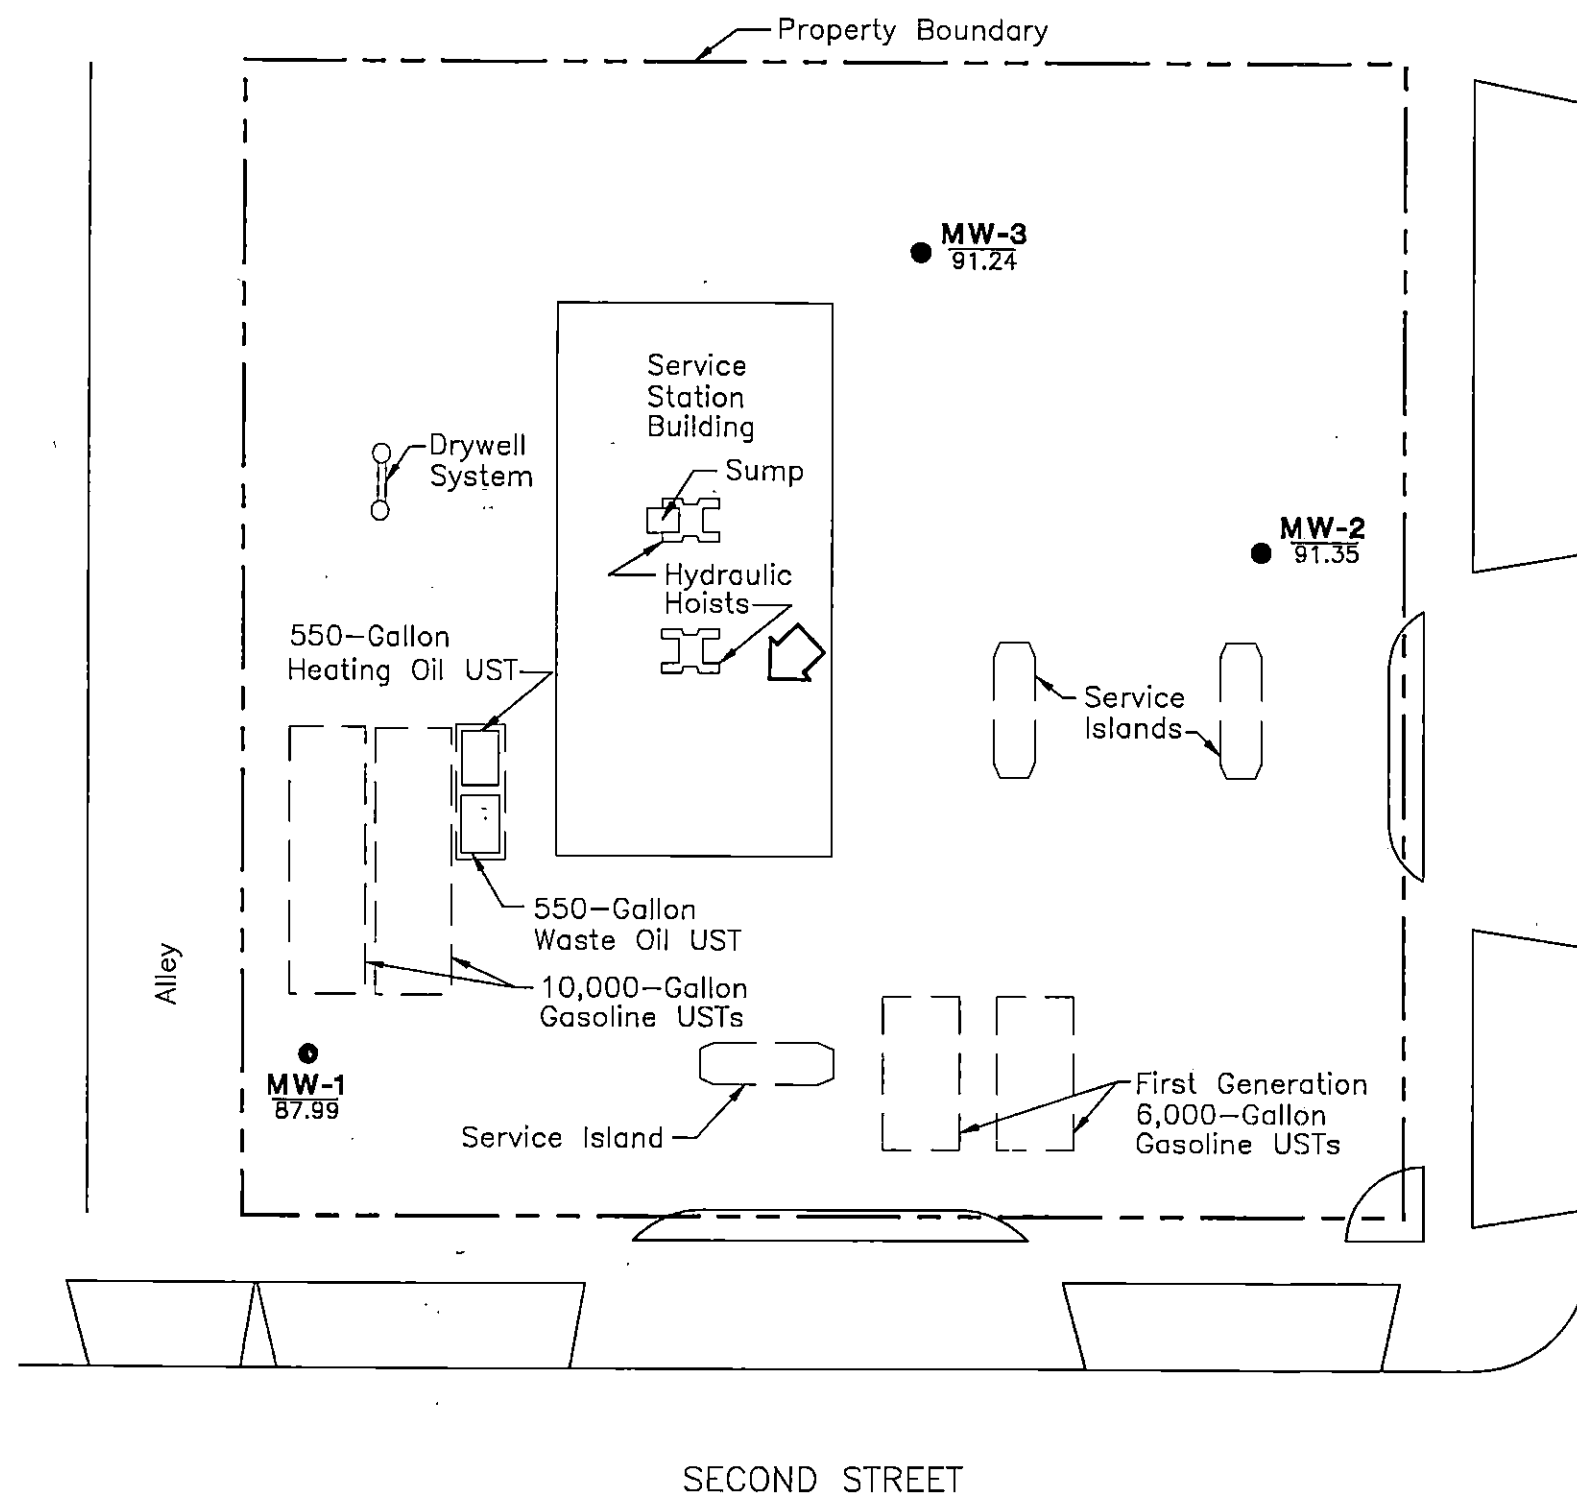 Property Boundary
MW-3
91.24
Service
Station
Building
Drywell
System
Sump
MW-2
91.35
Hydraulic
Hoists
550-Gallon
Heating Oil UST
Service
Islands
550-Gallon
Waste Oil UST
Alley
10,000-Gallon
Gasoline USTs
MW-1
87.99
First Generation
6,000-Gallon
Gasoline USTs
Service Island
SECOND STREET